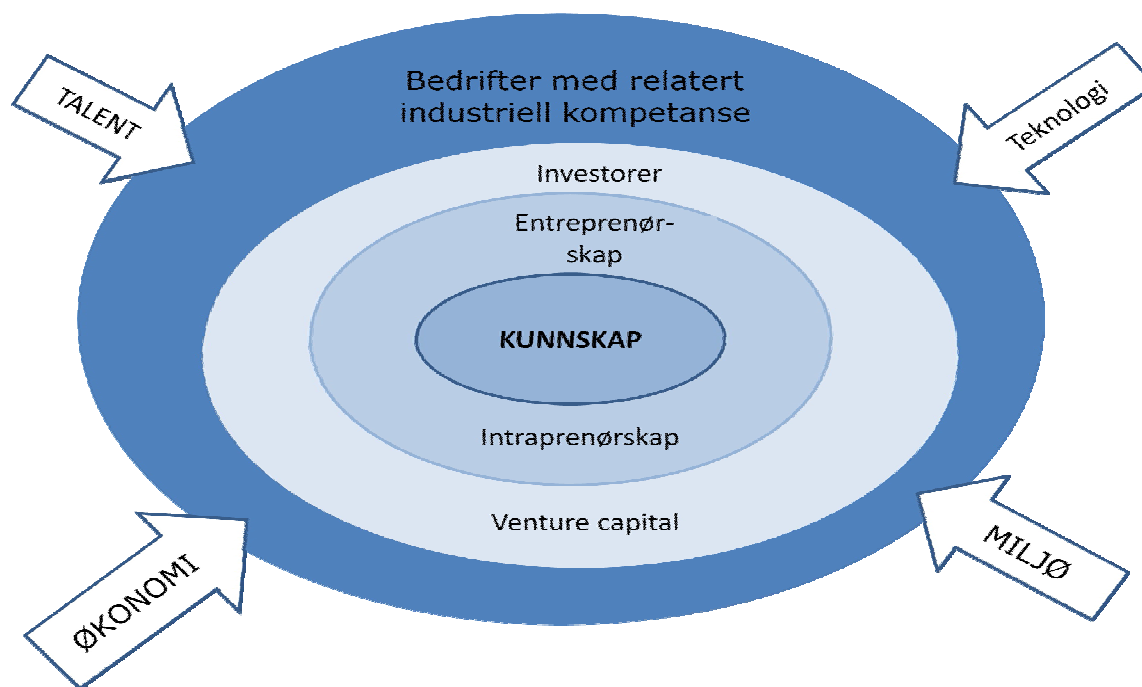 TALENT
Bedrifter med relatert
industriell kompetanse
Teknologi
Investorer
Entreprenør-
skap
KUNNSKAP
Intraprenørskap
Venture capital
ØKONOMI
MILJØ